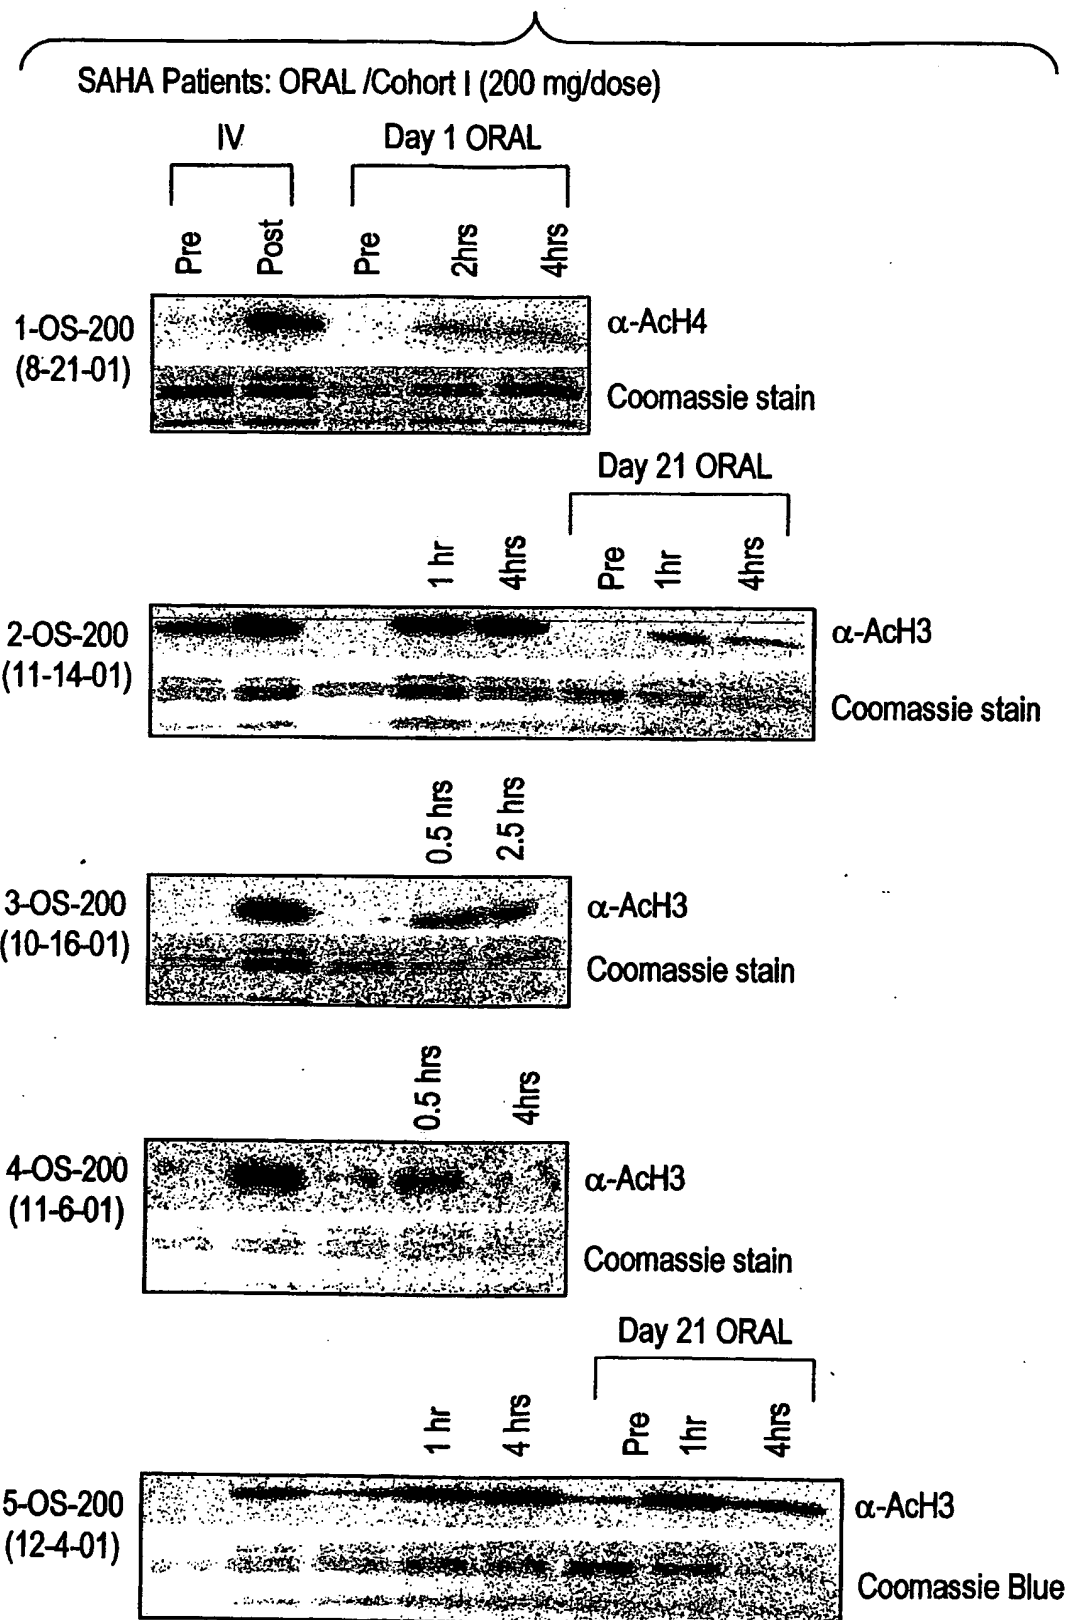 SAHA Patients: ORAL /Cohort I (200 mg/dose)
IV
Day 1 ORAL
Pre
Post
Pre
2hrs
4hrs
1-OS-200
(8-21-01)
α-AcH4
Coomassie stain
Day 21 ORAL
1 hr
4hrs
Pre
1hr
4hrs
2-OS-200
(11-14-01)
α-AcH3
Coomassie stain
0.5 hrs
2.5 hrs
3-OS-200
(10-16-01)
α-AcH3
Coomassie stain
0.5 hrs
4hrs
4-OS-200
(11-6-01)
α-AcH3
Coomassie stain
Day 21 ORAL
1 hr
4 hrs
Pre
1hr
4hrs
5-OS-200
(12-4-01)
α-AcH3
Coomassie Blue